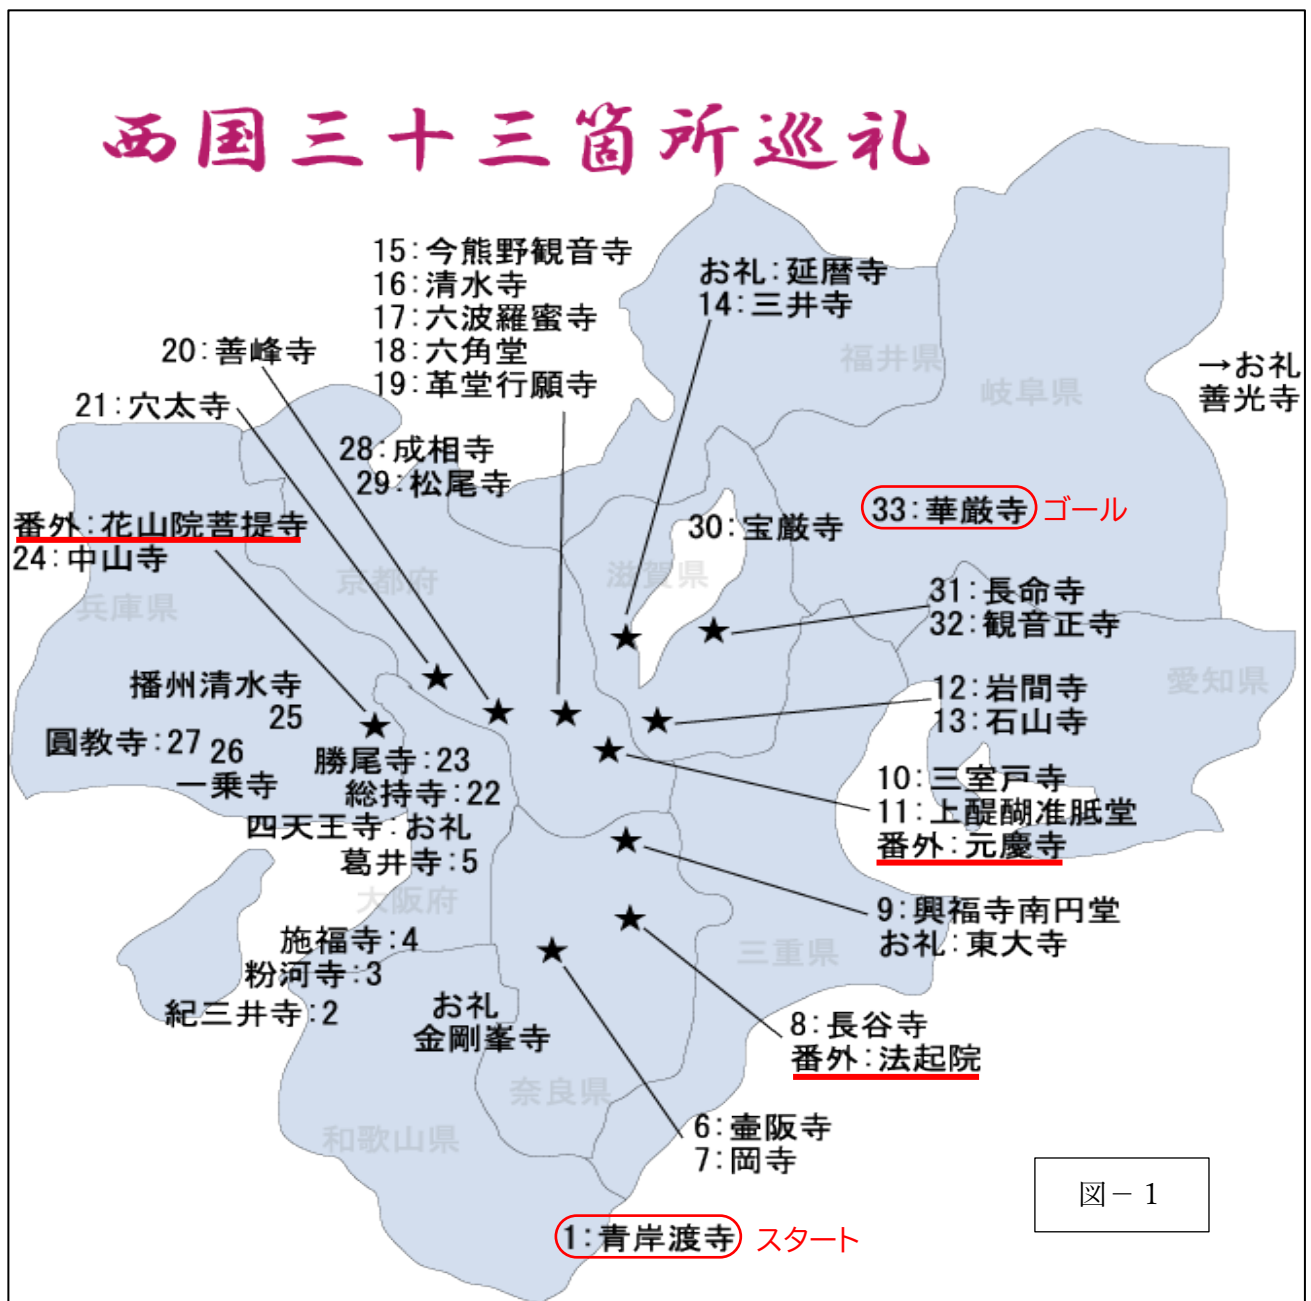 西国三十三箇所巡礼
15:今熊野観音寺
16:清水寺
17:六波羅蜜寺
18:六角堂
19:革堂行願寺
お礼:延暦寺
14:三井寺
20:善峰寺
21:穴太寺
福井県
岐阜県
→お礼
善光寺
28:成相寺
29:松尾寺
番外:花山院菩提寺
24:中山寺
30:宝厳寺
33:華厳寺
ゴール
兵庫県
京都府
滋賀県
31:長命寺
32:観音正寺
愛知県
播州清水寺
25
圓教寺:27
26
一乗寺
12:岩間寺
13:石山寺
勝尾寺:23
総持寺:22
四天王寺:お礼
葛井寺:5
10:三室戸寺
11:上醍醐准胝堂
番外:元慶寺
大阪府
9:興福寺南円堂
お礼:東大寺
三重県
施福寺:4
粉河寺:3
紀三井寺:2
お礼
金剛峯寺
8:長谷寺
番外:法起院
奈良県
和歌山県
6:壷阪寺
7:岡寺
1:青岸渡寺
スタート
図－1